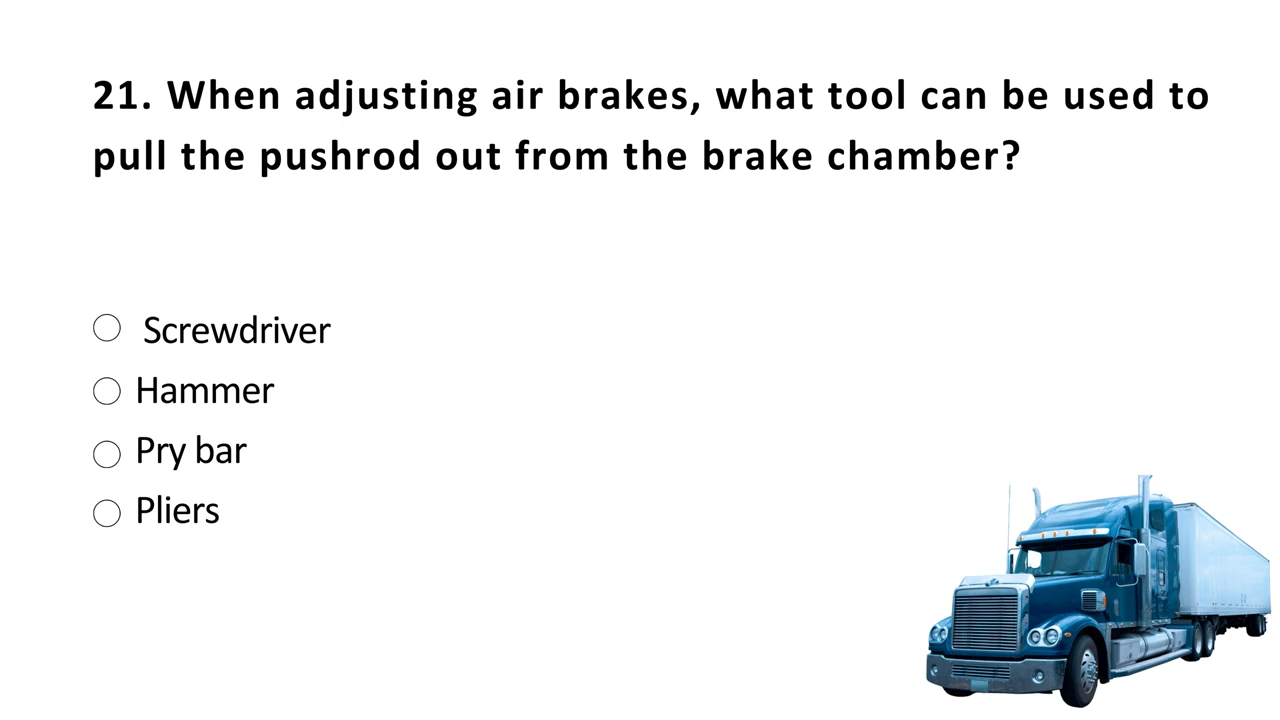 21. When adjusting air brakes, what tool can be used to
pull the pushrod out from the brake chamber?
Screwdriver
Hammer
Pry bar
Pliers